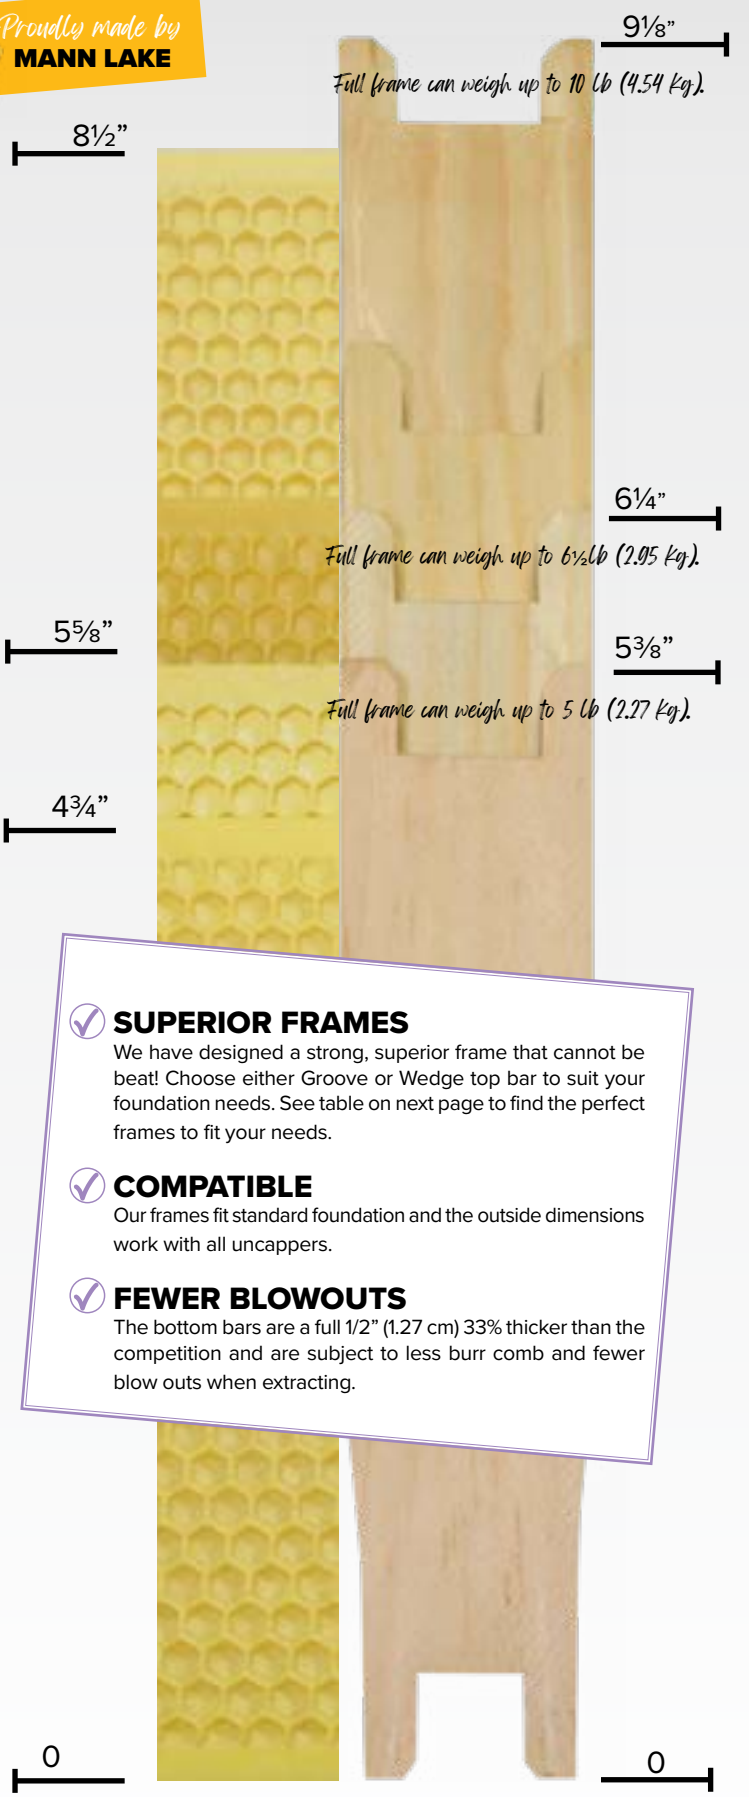 Proudly made by
MANN LAKE
9⅛”
Full frame can weigh up to 10 lb (4.54 Kg).
8½”
6¼”
Full frame can weigh up to 6½lb (2.95 Kg).
5⅝”
5⅜”
Full frame can weigh up to 5 lb (2.27 Kg).
4¾”
SUPERIOR FRAMES
We have designed a strong, superior frame that cannot be
beat! Choose either Groove or Wedge top bar to suit your
foundation needs. See table on next page to find the perfect
frames to fit your needs.
COMPATIBLE
Our frames fit standard foundation and the outside dimensions
work with all uncappers.
FEWER BLOWOUTS
The bottom bars are a full 1/2” (1.27 cm) 33% thicker than the
competition and are subject to less burr comb and fewer
blow outs when extracting.
0
0